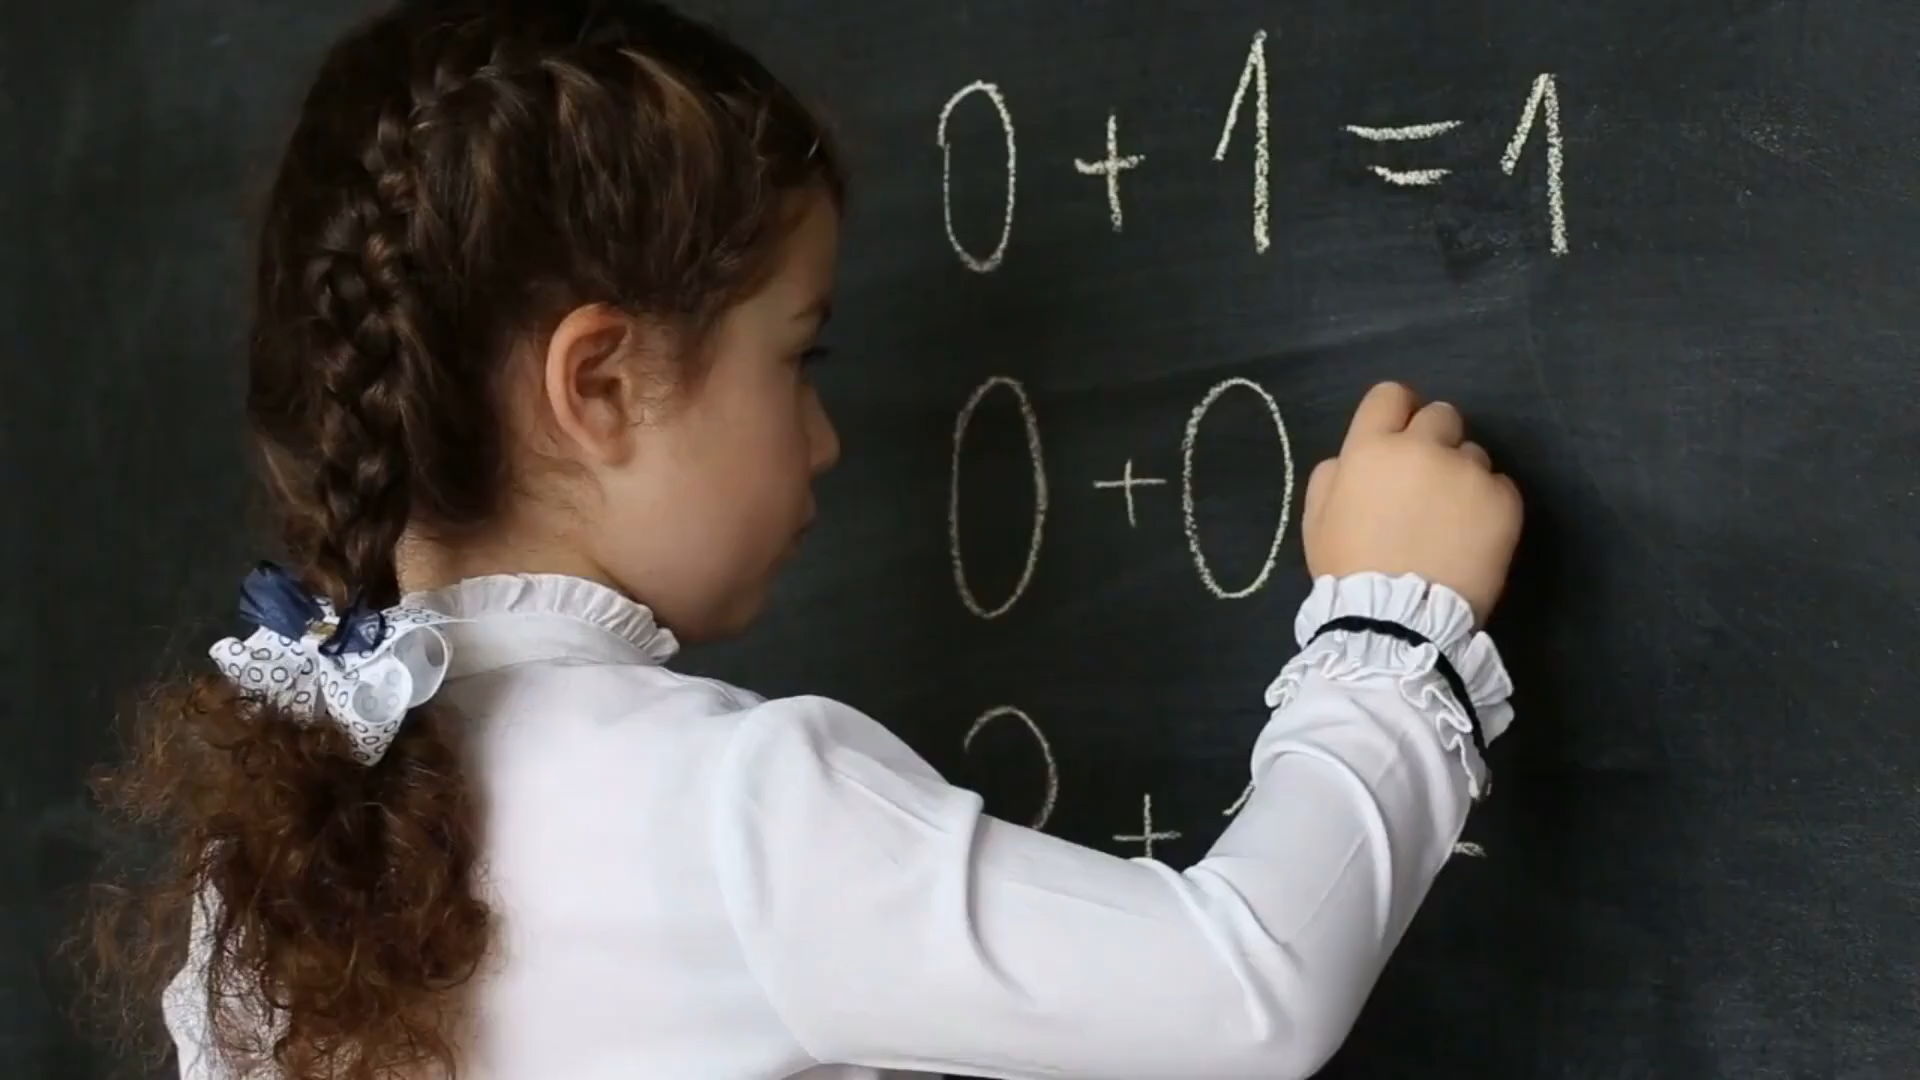 0 + 1 = 1
0 + 0
+